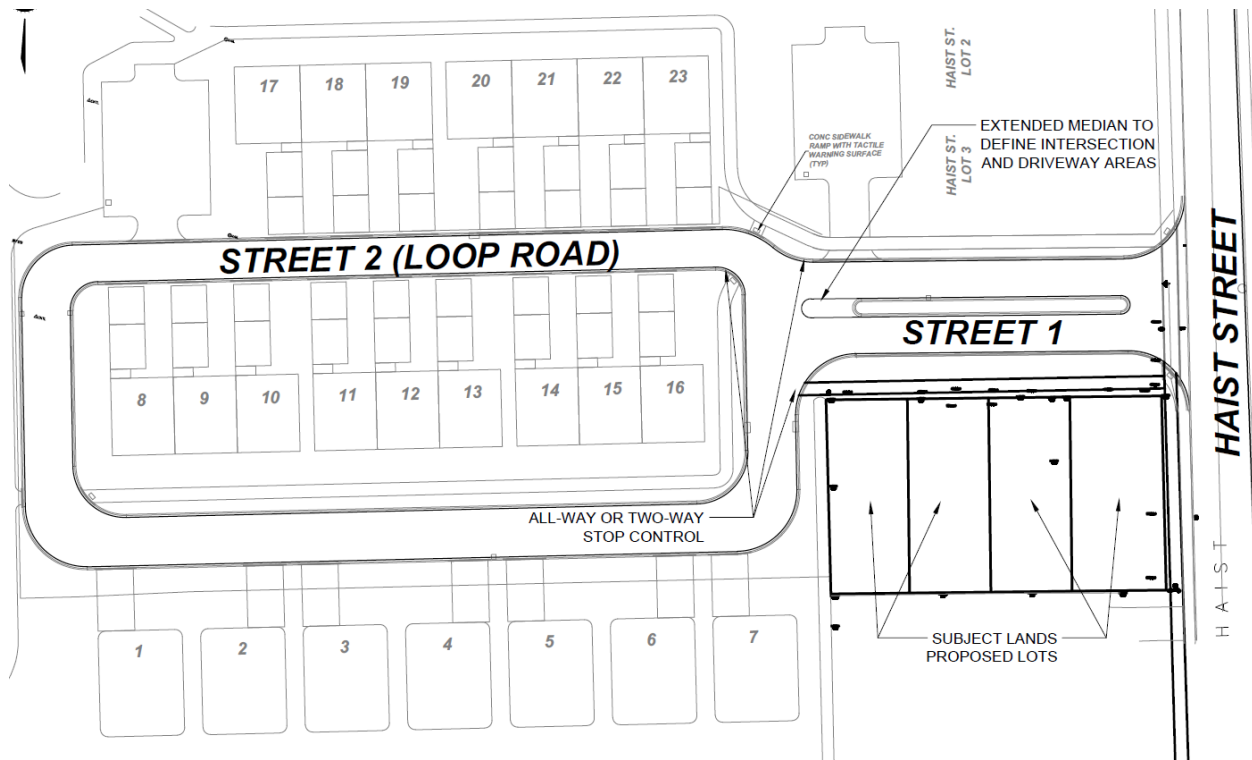 HAIST ST.
LOT 2
17
18
19
20
21
22
23
CONC SIDEWALK
RAMP WITH TACTILE
WARNING SURFACE
(TYP)
HAIST ST.
LOT 3
EXTENDED MEDIAN TO
DEFINE INTERSECTION
AND DRIVEWAY AREAS
STREET 2 (LOOP ROAD)
STREET 1
HAIST STREET
8
9
10
11
12
13
14
15
16
ALL-WAY OR TWO-WAY
STOP CONTROL
HAIST
1
2
3
4
5
6
7
SUBJECT LANDS
PROPOSED LOTS